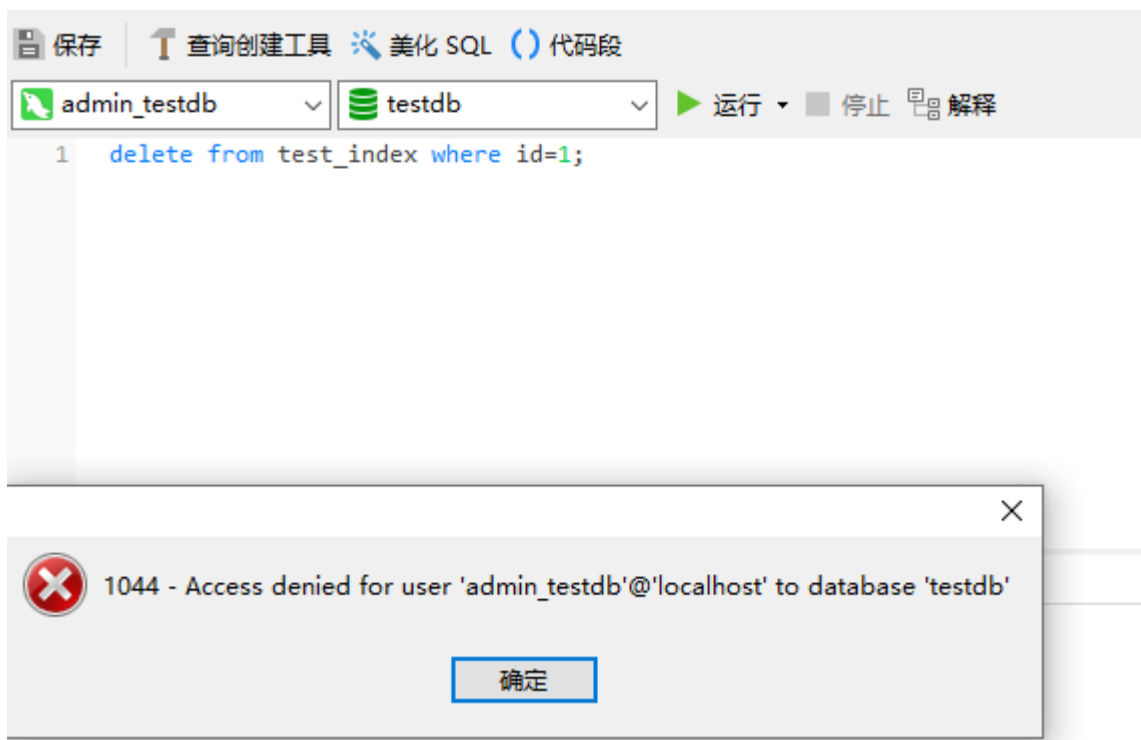 保存 查询创建工具 美化 SQL () 代码段
admin_testdb testdb 运行 停止 解释
1 delete from test_index where id=1;
1044 - Access denied for user 'admin_testdb'@'localhost' to database 'testdb'
确定